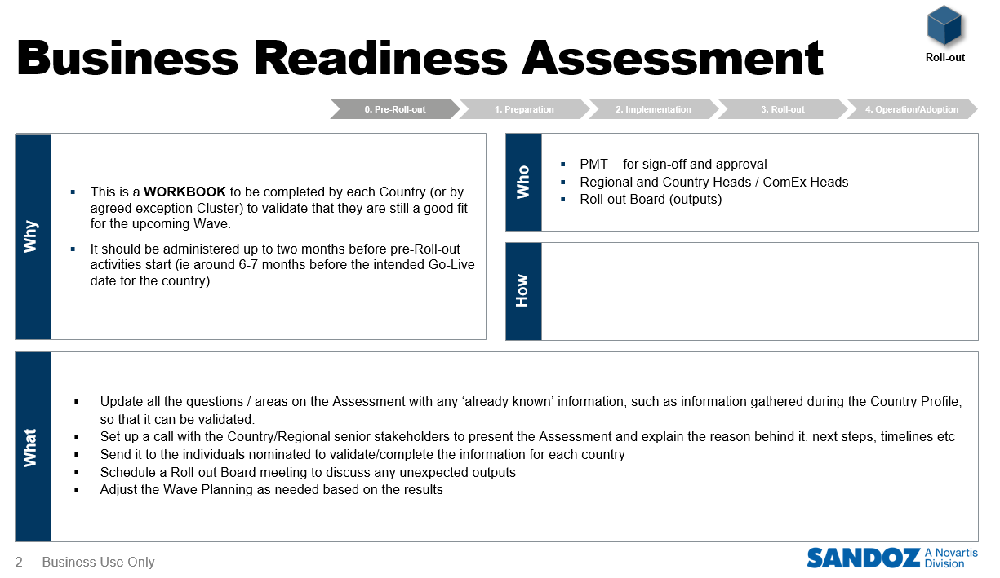 Business Readiness Assessment
Roll-out
0. Pre-Roll-out
1. Preparation
2. Implementation
3. Roll-out
4. Operation/Adoption
Why
▪ This is a WORKBOOK to be completed by each Country (or by
agreed exception Cluster) to validate that they are still a good fit
for the upcoming Wave.
▪ It should be administered up to two months before pre-Roll-out
activities start (ie around 6-7 months before the intended Go-Live
date for the country)
Who
▪ PMT – for sign-off and approval
▪ Regional and Country Heads / ComEx Heads
▪ Roll-out Board (outputs)
How
What
▪ Update all the questions / areas on the Assessment with any ‘already known’ information, such as information gathered during the Country Profile,
so that it can be validated.
▪ Set up a call with the Country/Regional senior stakeholders to present the Assessment and explain the reason behind it, next steps, timelines etc
▪ Send it to the individuals nominated to validate/complete the information for each country
▪ Schedule a Roll-out Board meeting to discuss any unexpected outputs
▪ Adjust the Wave Planning as needed based on the results
2 Business Use Only
SANDOZ A Novartis
Division